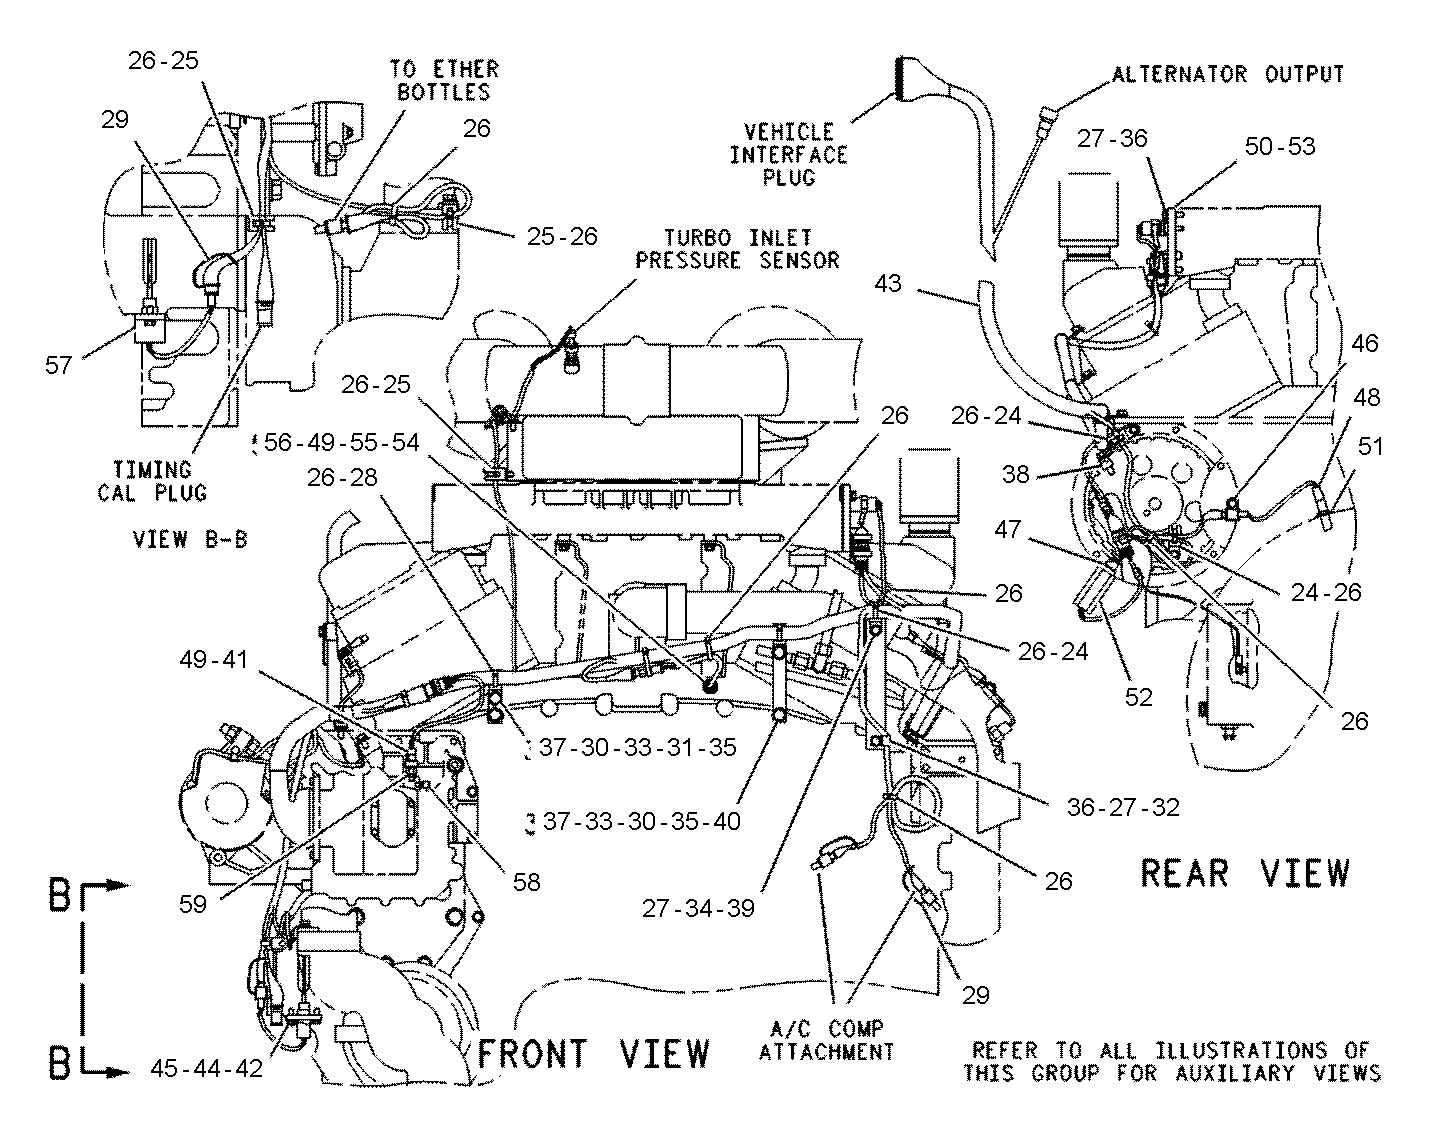 26-25
TO ETHER
BOTTLES
29
26
25-26
57
TIMING
CAL PLUG
VIEW B-B
TURBO INLET
PRESSURE SENSOR
VEHICLE
INTERFACE
PLUG
ALTERNATOR OUTPUT
27-36
50-53
43
46
48
26-24
38
51
47
24-26
52
26
REAR VIEW
26-25
26
56-49-55-54
26-28
26
26-24
49-41
37-30-33-31-35
36-27-32
37-33-30-35-40
58
59
27-34-39
26
29
A/C COMP
ATTACHMENT
B
B
45-44-42
FRONT VIEW
REFER TO ALL ILLUSTRATIONS OF
THIS GROUP FOR AUXILIARY VIEWS